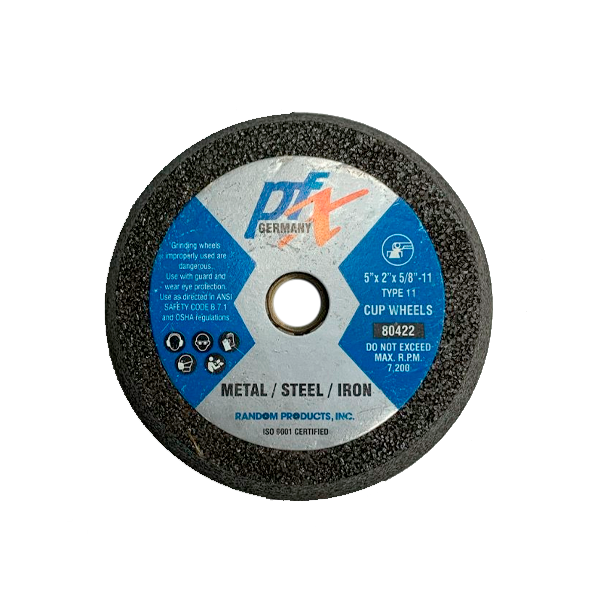 pfx
GERMANY
"Grinding wheels
improperly used are
dangerous.
Use with guard and
wear eye protection.
Use as directed in ANSI
SAFETY CODE B.7.1
and OSHA regulations
5"x 2"x 5/8"-11
TYPE 11
CUP WHEELS
80422
DO NOT EXCEED
MAX. R.P.M.
7,200
METAL / STEEL / IRON
RANDOM PRODUCTS, INC.
ISO 9001 CERTIFIED